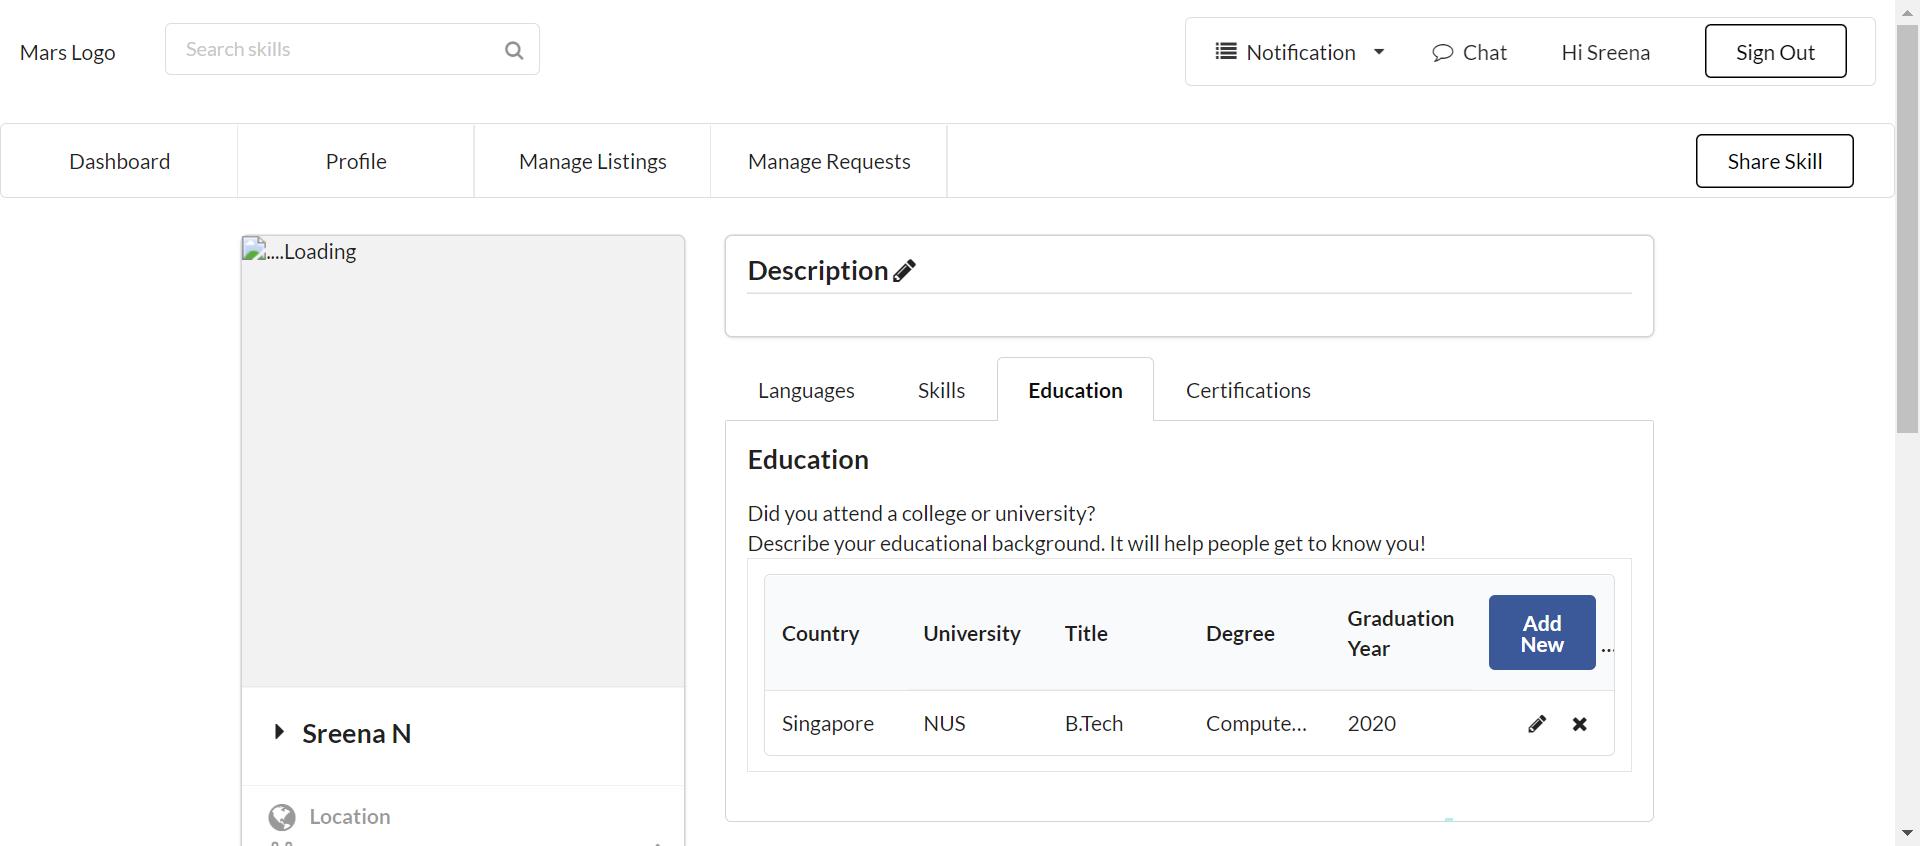 Mars Logo
Search skills
Notification
Chat
Hi Sreena
Sign Out
Dashboard
Profile
Manage Listings
Manage Requests
Share Skill
....Loading
Description
Languages
Skills
Education
Certifications
Education
Did you attend a college or university?
Describe your educational background. It will help people get to know you!
Country
University
Title
Degree
Graduation
Year
Add
New
...
Singapore
NUS
B.Tech
Compute...
2020
Sreena N
Location